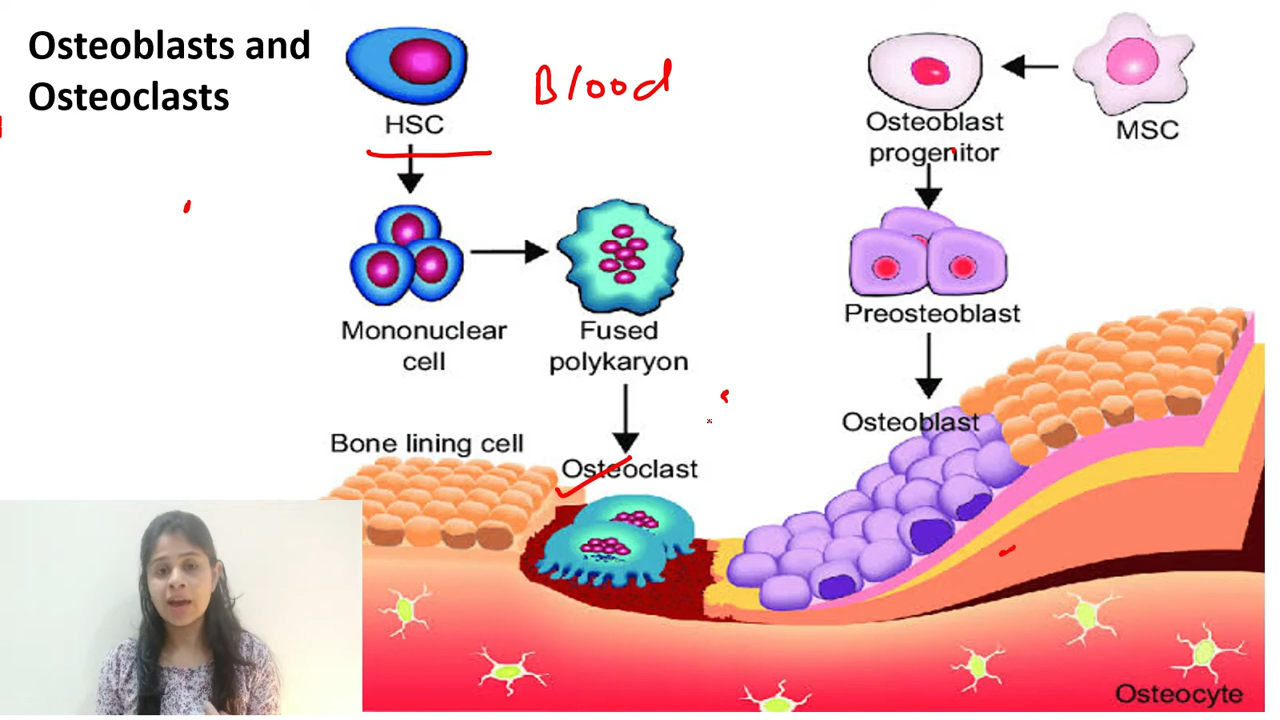 Osteoblasts and
Osteoclasts
HSC
Blood
Osteoblast
progenitor
MSC
Mononuclear
cell
Fused
polykaryon
Preosteoblast
Bone lining cell
Osteoclast
Osteoblast
Osteocyte